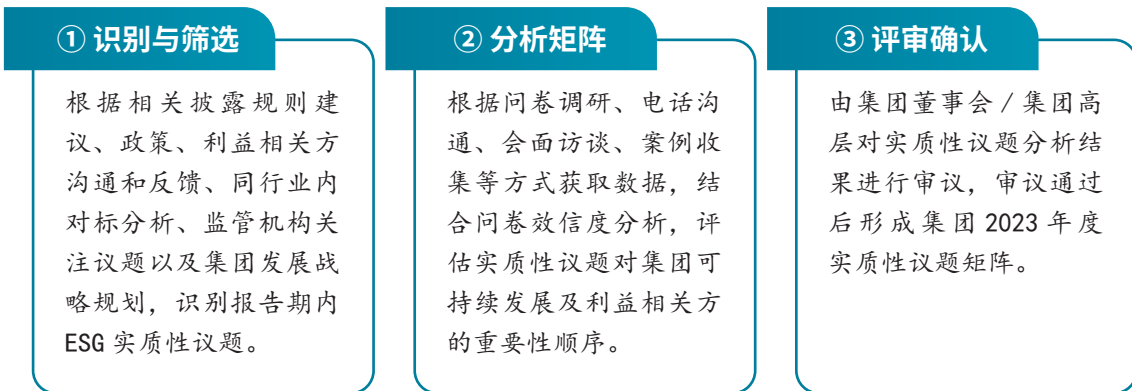 ① 识别与筛选
根据相关披露规则建
议、政策、利益相关方
沟通和反馈、同行业内
对标分析、监管机构关
注议题以及集团发展战
略规划，识别报告期内
ESG 实质性议题。
② 分析矩阵
根据问卷调研、电话沟
通、会面访谈、案例收
集等方式获取数据，结
合问卷效信度分析，评
估实质性议题对集团可
持续发展及利益相关方
的重要性顺序。
③ 评审确认
由集团董事会 / 集团高
层对实质性议题分析结
果进行审议，审议通过
后形成集团 2023 年度
实质性议题矩阵。